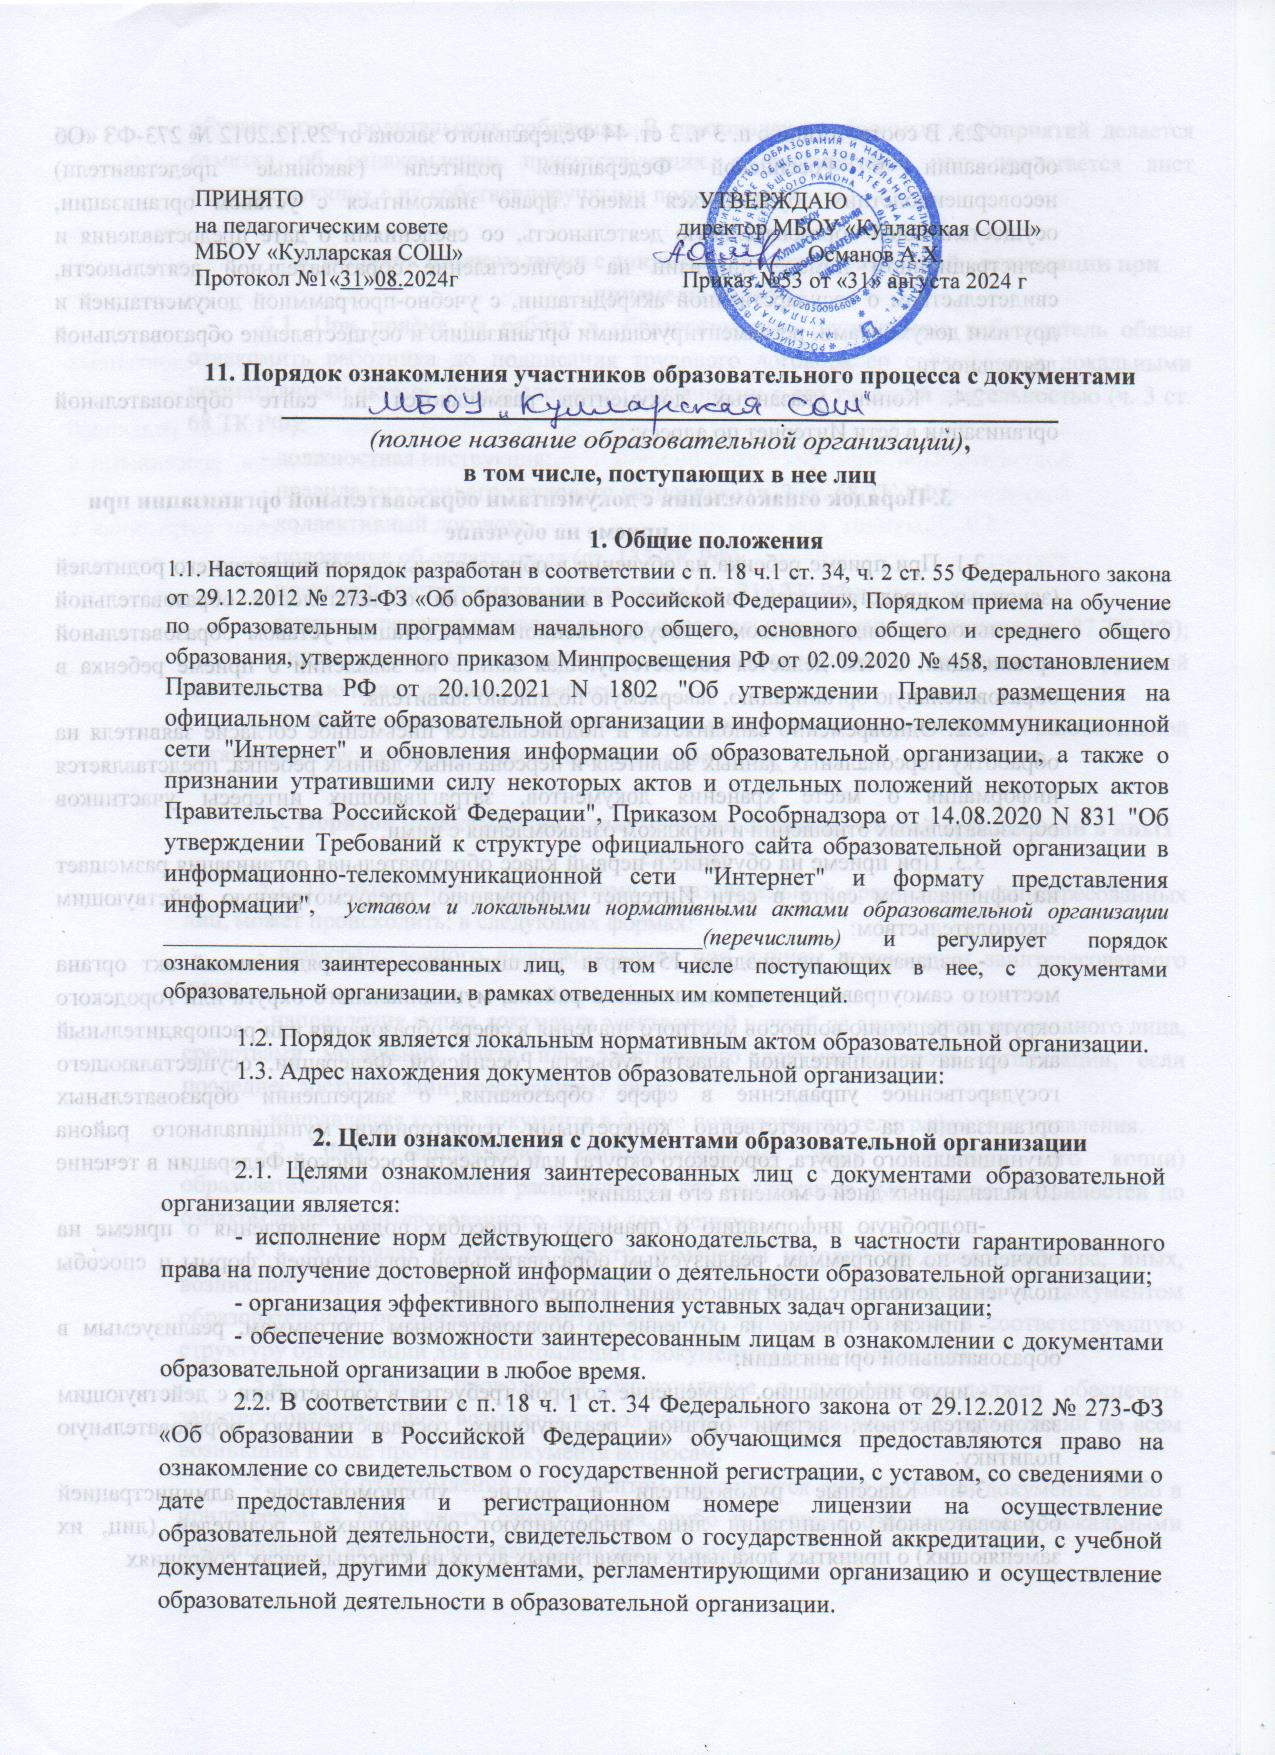 ПРИНЯТО
на педагогическим совете
МБОУ «Кулларская СОШ»
Протокол №1«31»08.2024г
УТВЕРЖДАЮ
директор МБОУ «Кулларская СОШ»
Османов А.Х.
Приказ.№53 от «31» августа 2024 г
11. Порядок ознакомления участников образовательного процесса с документами
МБОУ „Кулларская СОШ"
(полное название образовательной организации),
в том числе, поступающих в нее лиц
1. Общие положения
1.1. Настоящий порядок разработан в соответствии с п. 18 ч.1 ст. 34, ч. 2 ст. 55 Федерального закона
от 29.12.2012 № 273-ФЗ «Об образовании в Российской Федерации», Порядком приема на обучение
по образовательным программам начального общего, основного общего и среднего общего
образования, утвержденного приказом Минпросвещения РФ от 02.09.2020 № 458, постановлением
Правительства РФ от 20.10.2021 N 1802 "Об утверждении Правил размещения на
официальном сайте образовательной организации в информационно-телекоммуникационной
сети "Интернет" и обновления информации об образовательной организации, а также о
признании утратившими силу некоторых актов и отдельных положений некоторых актов
Правительства Российской Федерации", Приказом Рособрнадзора от 14.08.2020 N 831 "Об
утверждении Требований к структуре официального сайта образовательной организации в
информационно-телекоммуникационной сети "Интернет" и формату представления
информации", уставом и локальными нормативными актами образовательной организации
(перечислить) и регулирует порядок
ознакомления заинтересованных лиц, в том числе поступающих в нее, с документами
образовательной организации, в рамках отведенных им компетенций.
1.2. Порядок является локальным нормативным актом образовательной организации.
1.3. Адрес нахождения документов образовательной организации:
2. Цели ознакомления с документами образовательной организации
2.1. Целями ознакомления заинтересованных лиц с документами образовательной
организации является:
- исполнение норм действующего законодательства, в частности гарантированного
права на получение достоверной информации о деятельности образовательной организации;
- организация эффективного выполнения уставных задач организации;
- обеспечение возможности заинтересованным лицам в ознакомлении с документами
образовательной организации в любое время.
2.2. В соответствии с п. 18 ч. 1 ст. 34 Федерального закона от 29.12.2012 № 273-ФЗ
«Об образовании в Российской Федерации» обучающимся предоставляются право на
ознакомление со свидетельством о государственной регистрации, с уставом, со сведениями о
дате предоставления и регистрационном номере лицензии на осуществление
образовательной деятельности, свидетельством о государственной аккредитации, с учебной
документацией, другими документами, регламентирующими организацию и осуществление
образовательной деятельности в образовательной организации.